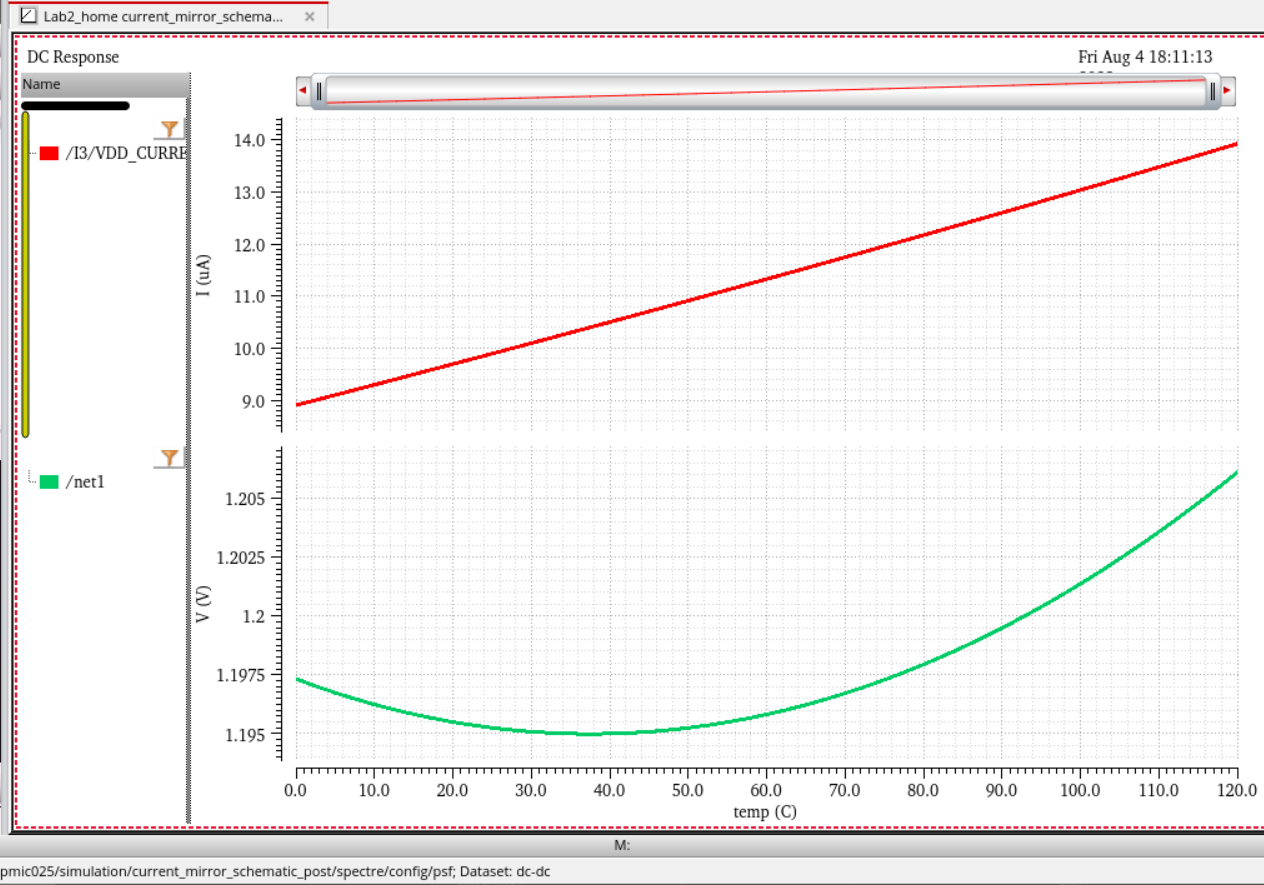 Lab2_home current_mirror_schema...
DC Response
Fri Aug 4 18:11:13
Name
/I3/VDD_CURRE
14.0
13.0
12.0
11.0
10.0
9.0
I (uA)
/net1
1.205
1.2025
1.2
1.1975
1.195
V (V)
0.0 10.0 20.0 30.0 40.0 50.0 60.0 70.0 80.0 90.0 100.0 110.0 120.0
temp (C)
M:
pmic025/simulation/current_mirror_schematic_post/spectre/config/psf; Dataset: dc-dc